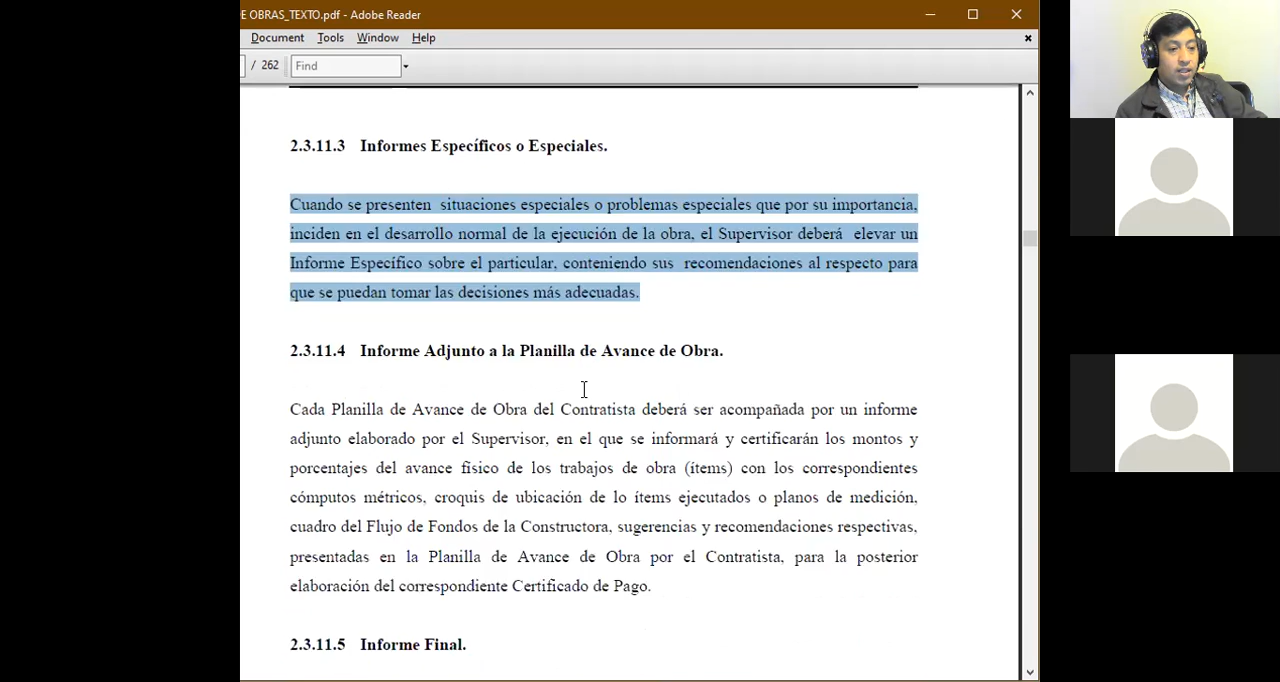 E OBRAS_TEXTO.pdf - Adobe Reader
Document Tools Window Help
/ 262 Find
2.3.11.3 Informes Específicos o Especiales.
Cuando se presenten situaciones especiales o problemas especiales que por su importancia,
inciden en el desarrollo normal de la ejecución de la obra, el Supervisor deberá elevar un
Informe Específico sobre el particular, conteniendo sus recomendaciones al respecto para
que se puedan tomar las decisiones más adecuadas.
2.3.11.4 Informe Adjunto a la Planilla de Avance de Obra.
Cada Planilla de Avance de Obra del Contratista deberá ser acompañada por un informe
adjunto elaborado por el Supervisor, en el que se informará y certificarán los montos y
porcentajes del avance físico de los trabajos de obra (ítems) con los correspondientes
cómputos métricos, croquis de ubicación de lo ítems ejecutados o planos de medición,
cuadro del Flujo de Fondos de la Constructora, sugerencias y recomendaciones respectivas,
presentadas en la Planilla de Avance de Obra por el Contratista, para la posterior
elaboración del correspondiente Certificado de Pago.
2.3.11.5 Informe Final.